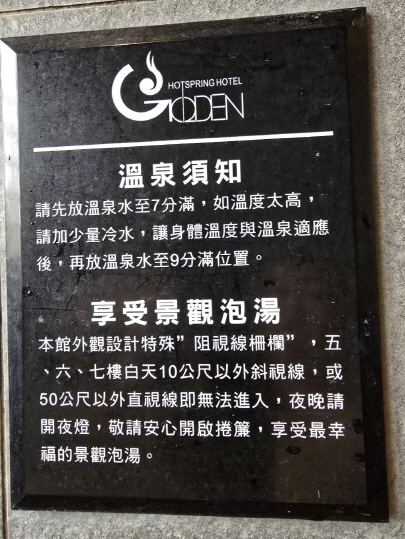 HOTSPRING HOTEL
GODEN
溫泉須知
請先放溫泉水至7分滿，如溫度太高，
請加少量冷水，讓身體溫度與溫泉適應
後，再放溫泉水至9分滿位置。
享受景觀泡湯
本館外觀設計特殊”阻視線柵欄”，五
、六、七樓白天10公尺以外斜視線，或
50公尺以外直視線即無法進入，夜晚請
開夜燈，敬請安心開啟捲簾，享受最幸
福的景觀泡湯。